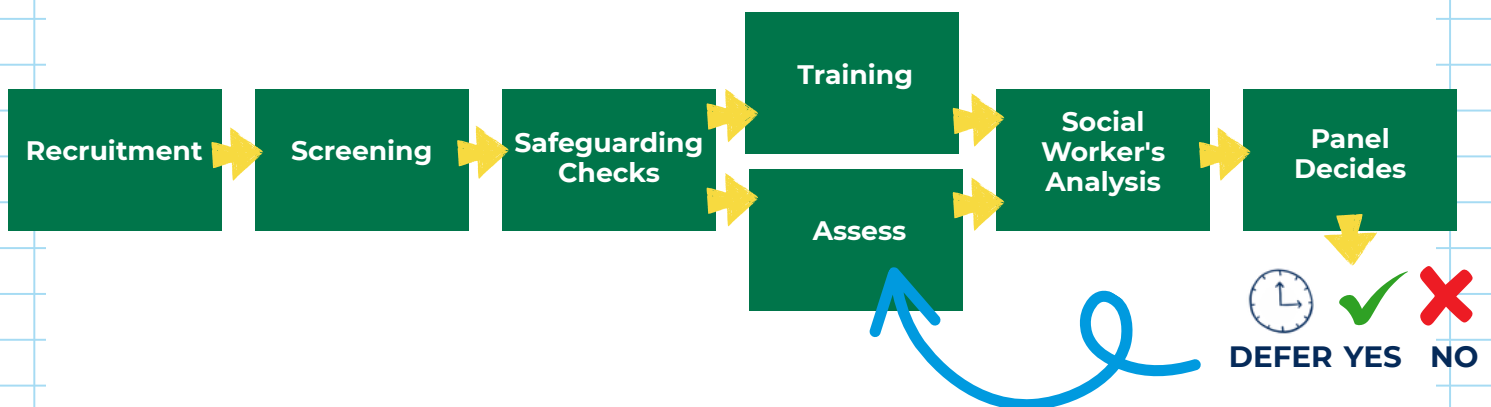 Recruitment
Screening
Safeguarding
Checks
Training
Assess
Social
Worker's
Analysis
Panel
Decides
DEFER YES NO